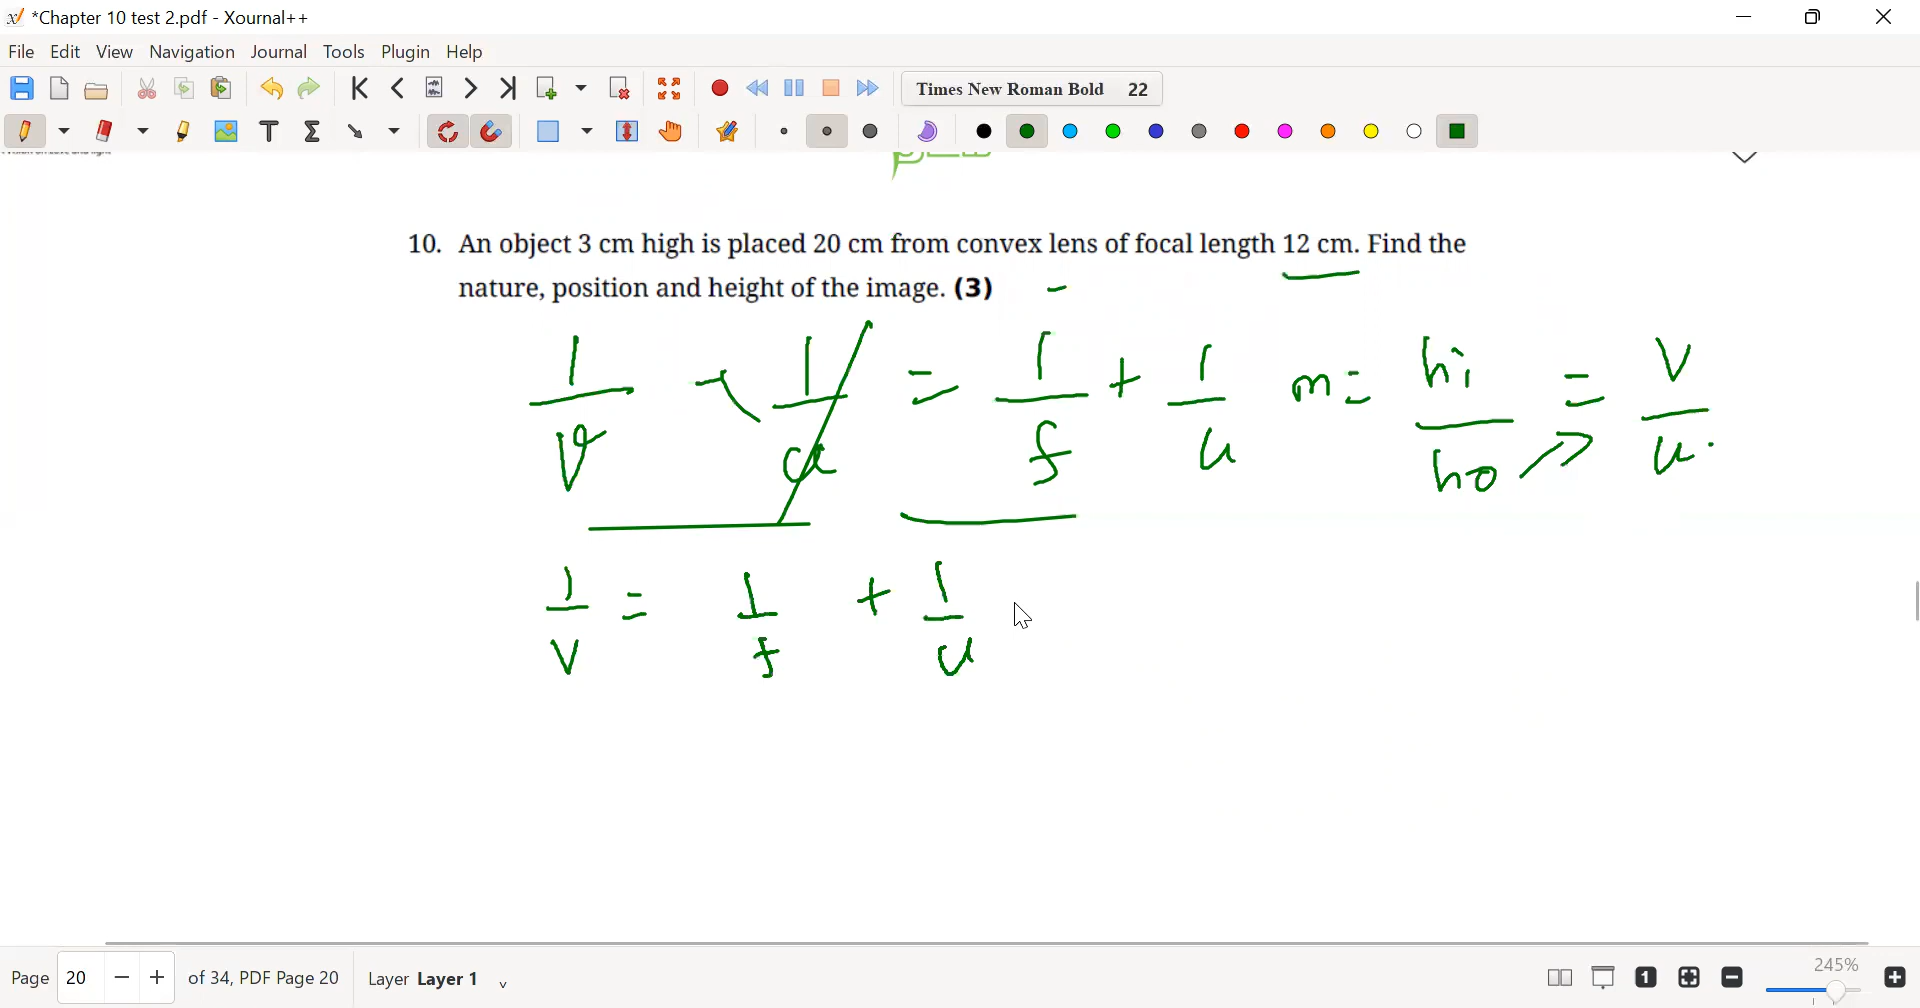 *Chapter 10 test 2.pdf - Xournal++
File Edit View Navigation Journal Tools Plugin Help
Times New Roman Bold 22
10. An object 3 cm high is placed 20 cm from convex lens of focal length 12 cm. Find the
nature, position and height of the image. (3)
1/v - 1/u = 1/f + 1/u m = hi/ho = v/u
1/v = 1/f + 1/u
Page 20 of 34, PDF Page 20 Layer Layer 1 245%